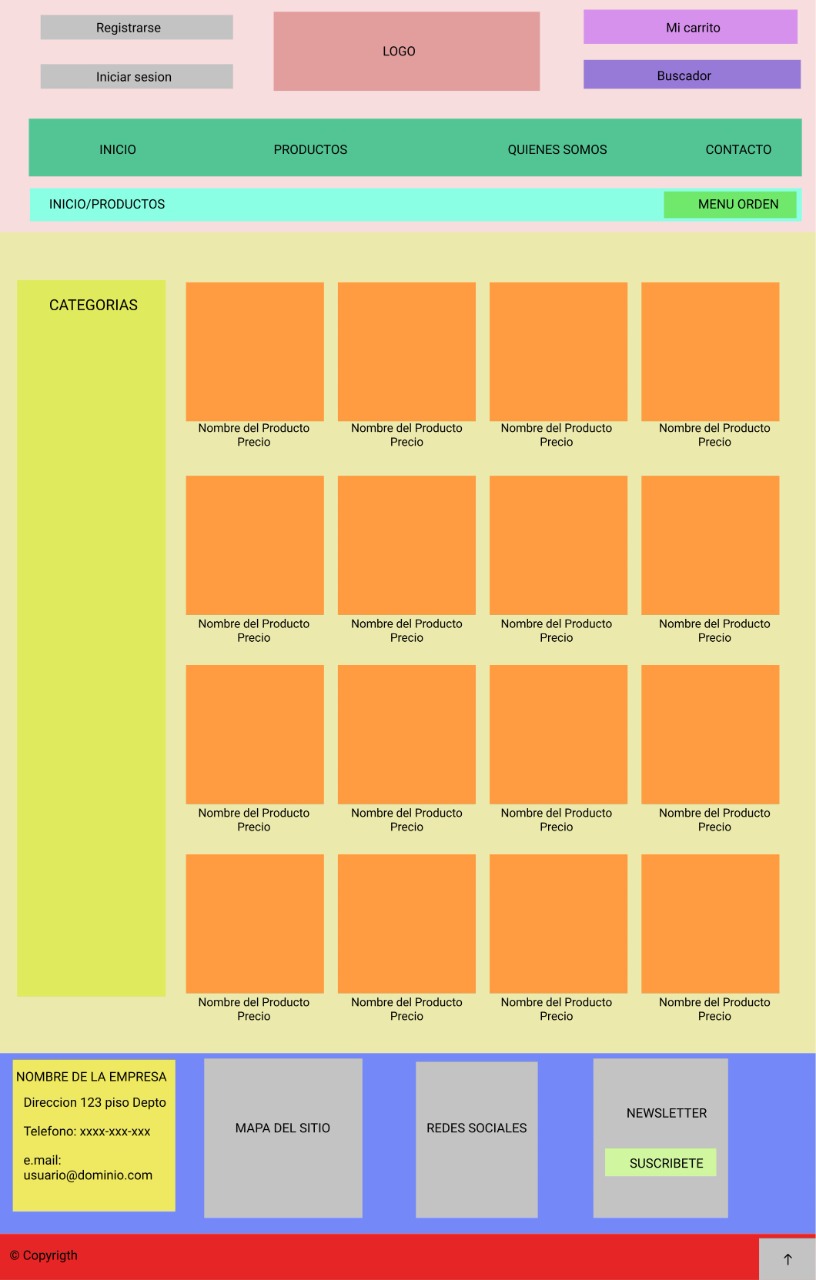 Registrarse
LOGO
Mi carrito
Iniciar sesion
Buscador
INICIO PRODUCTOS QUIENES SOMOS CONTACTO
INICIO/PRODUCTOS MENU ORDEN
CATEGORIAS
Nombre del Producto Nombre del Producto Nombre del Producto Nombre del Producto
Precio Precio Precio Precio
Nombre del Producto Nombre del Producto Nombre del Producto Nombre del Producto
Precio Precio Precio Precio
Nombre del Producto Nombre del Producto Nombre del Producto Nombre del Producto
Precio Precio Precio Precio
Nombre del Producto Nombre del Producto Nombre del Producto Nombre del Producto
Precio Precio Precio Precio
NOMBRE DE LA EMPRESA
Direccion 123 piso Depto
Telefono: xxxx-xxx-xxx
e.mail:
usuario@dominio.com
MAPA DEL SITIO
REDES SOCIALES
NEWSLETTER
SUSCRIBETE
© Copyrigth
↑